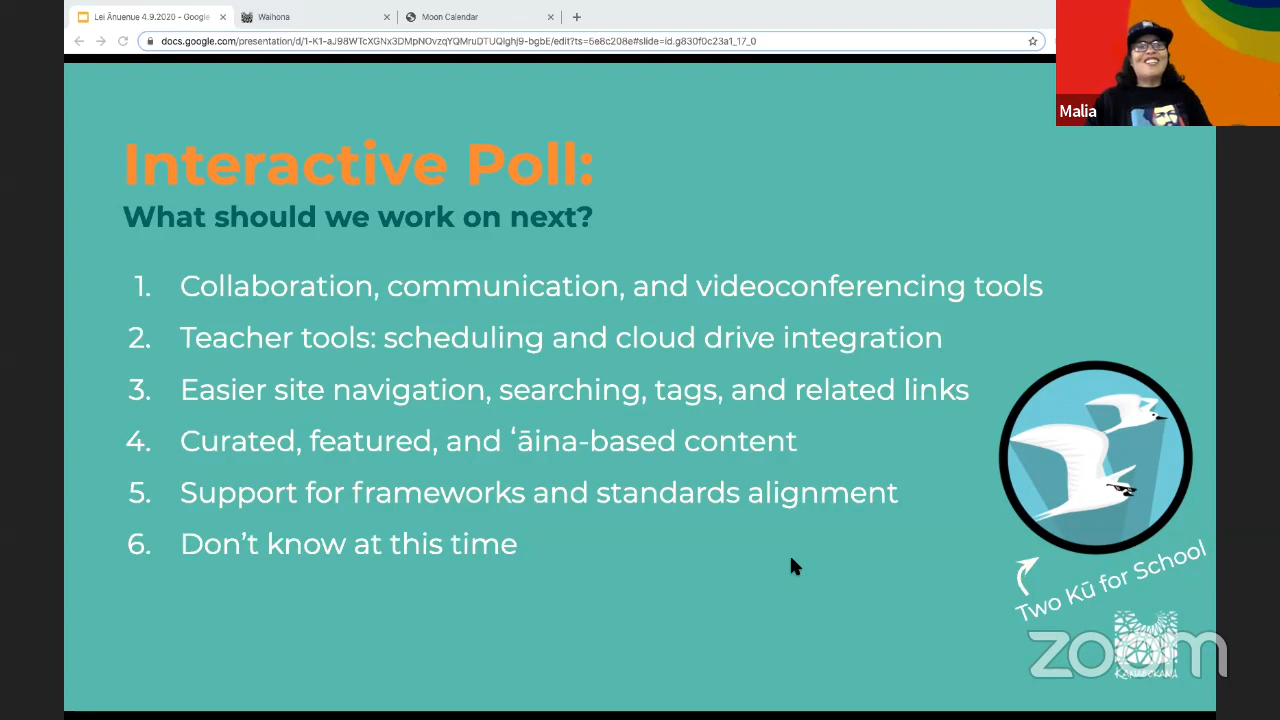 Lei Ānuenue 4.9.2020 - Google
Waihona
Moon Calendar
docs.google.com/presentation/d/1-K1-aJ98WTcXGNx3DMpNOvzqYQMruDTUQlghJ9-bgbE/edit?ts=5e8c208e#slide=id.g830f0c23a1_17_0
Malia
Interactive Poll:
What should we work on next?
1. Collaboration, communication, and videoconferencing tools
2. Teacher tools: scheduling and cloud drive integration
3. Easier site navigation, searching, tags, and related links
4. Curated, featured, and ʻāina-based content
5. Support for frameworks and standards alignment
6. Don't know at this time
Two Kū for School
zoom
KANAEOKANA